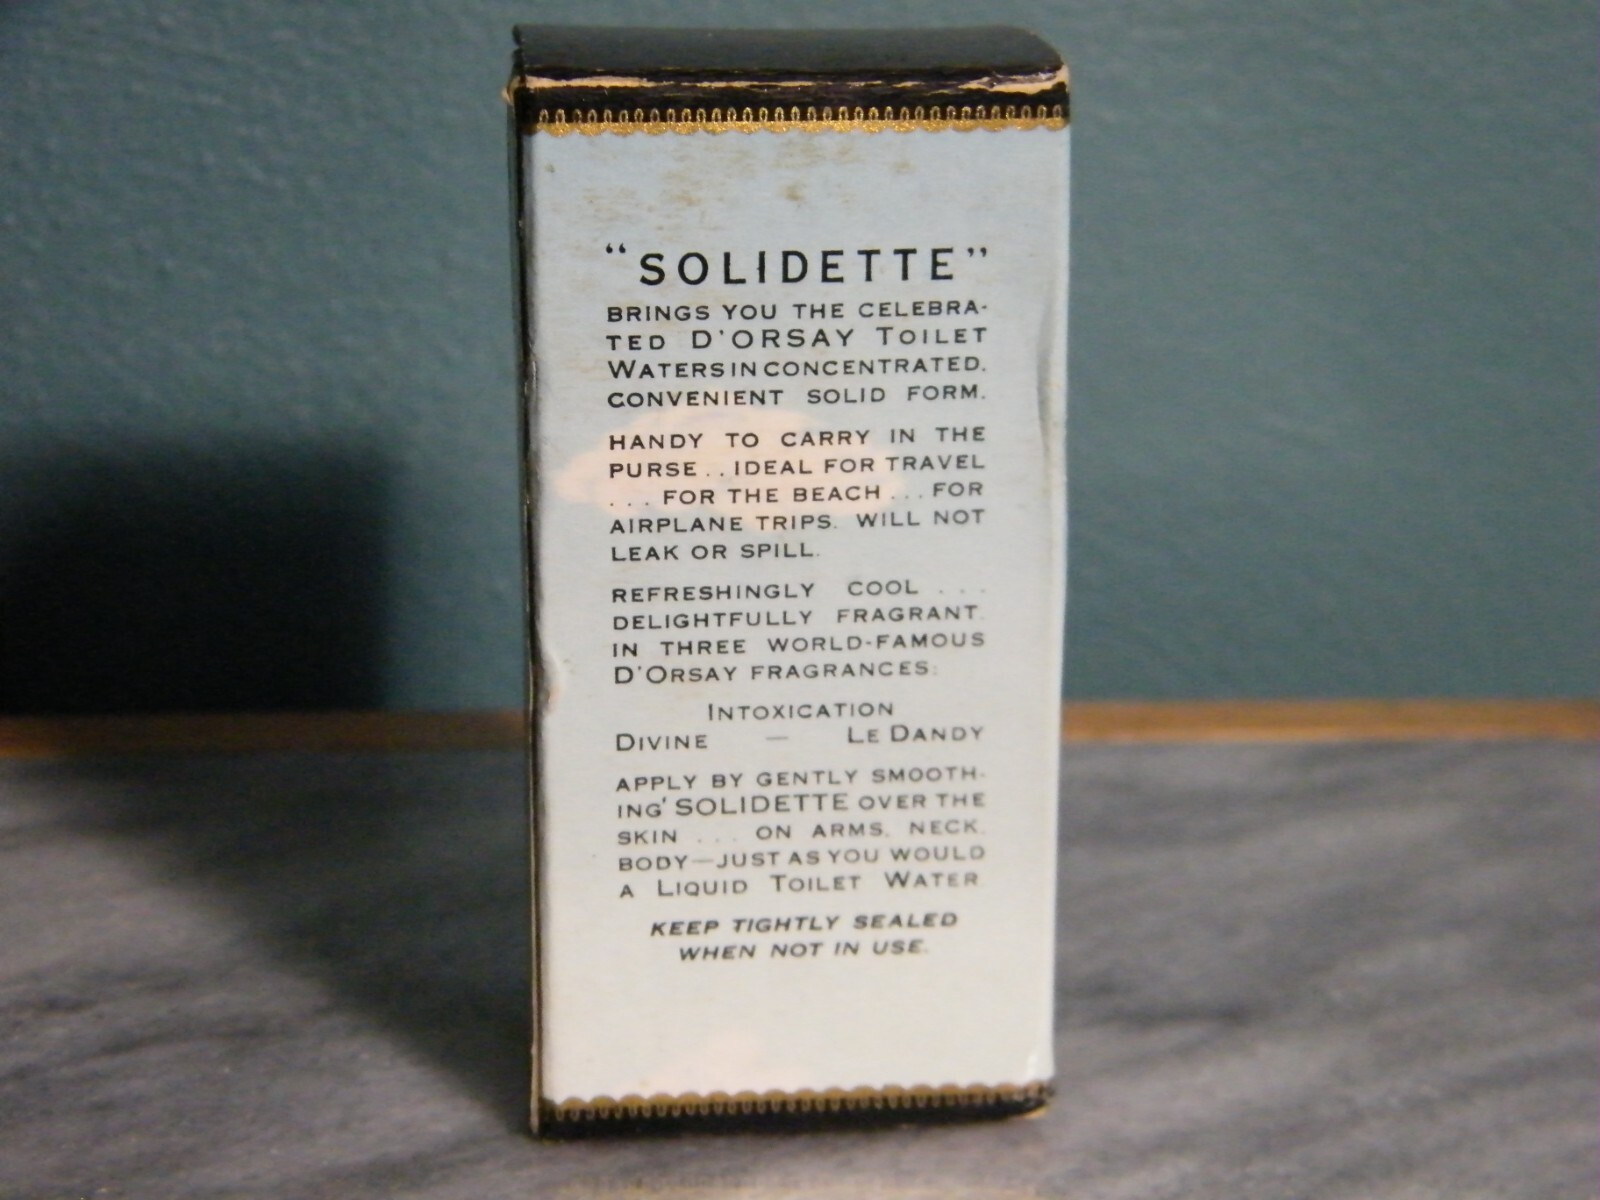 "SOLIDETTE"
BRINGS YOU THE CELEBRA-
TED D'ORSAY TOILET
WATERS IN CONCENTRATED,
CONVENIENT SOLID FORM.
HANDY TO CARRY IN THE
PURSE . . IDEAL FOR TRAVEL
. . . FOR THE BEACH . . . FOR
AIRPLANE TRIPS. WILL NOT
LEAK OR SPILL.
REFRESHINGLY COOL . . .
DELIGHTFULLY FRAGRANT.
IN THREE WORLD-FAMOUS
D'ORSAY FRAGRANCES:
INTOXICATION
DIVINE — LE DANDY
APPLY BY GENTLY SMOOTH-
ING' SOLIDETTE OVER THE
SKIN . . . ON ARMS, NECK,
BODY—JUST AS YOU WOULD
A LIQUID TOILET WATER
KEEP TIGHTLY SEALED
WHEN NOT IN USE.